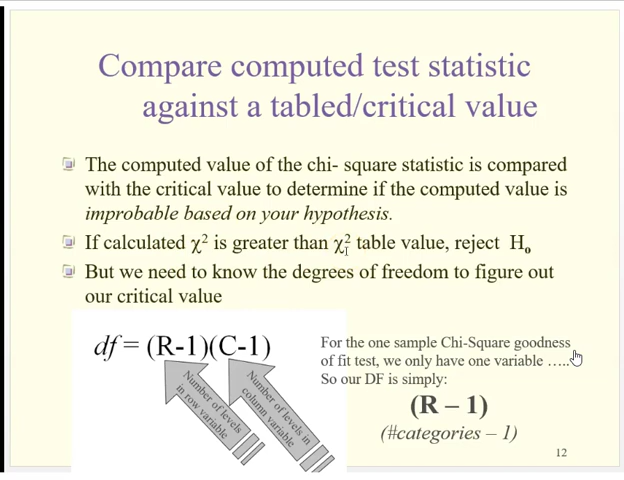 Compare computed test statistic
against a tabled/critical value
The computed value of the chi- square statistic is compared
with the critical value to determine if the computed value is
improbable based on your hypothesis.
If calculated χ² is greater than χ² table value, reject Hₒ
But we need to know the degrees of freedom to figure out
our critical value
df = (R-1)(C-1)
Number of levels
in row variable
Number of levels in
column variable
For the one sample Chi-Square goodness
of fit test, we only have one variable …..
So our DF is simply:
(R – 1)
(#categories – 1)
12